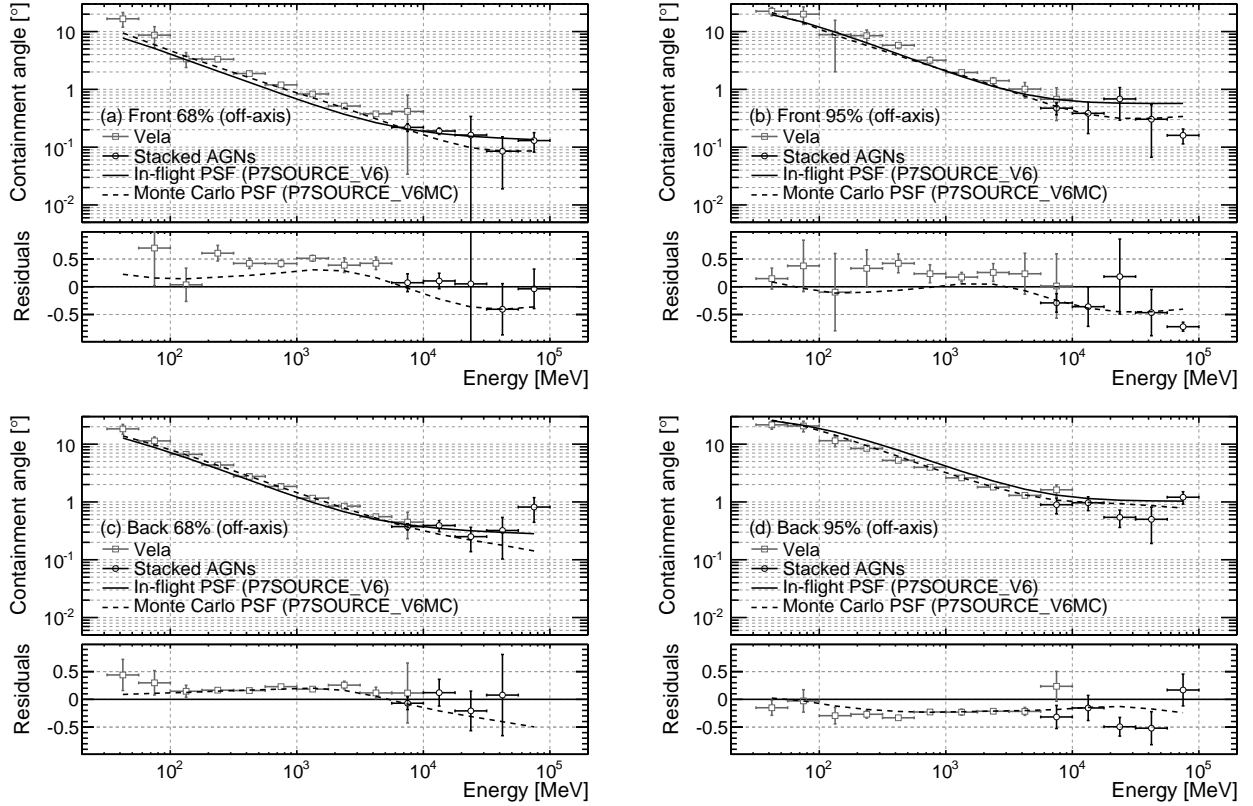 Containment angle [°]
10
1
10⁻¹
10⁻²
(a) Front 68% (off-axis)
Vela
Stacked AGNs
In-flight PSF (P7SOURCE_V6)
Monte Carlo PSF (P7SOURCE_V6MC)
Residuals
0.5
0
-0.5
10² 10³ 10⁴ 10⁵
Energy [MeV]
Containment angle [°]
10
1
10⁻¹
10⁻²
(b) Front 95% (off-axis)
Vela
Stacked AGNs
In-flight PSF (P7SOURCE_V6)
Monte Carlo PSF (P7SOURCE_V6MC)
Residuals
0.5
0
-0.5
10² 10³ 10⁴ 10⁵
Energy [MeV]
Containment angle [°]
10
1
10⁻¹
10⁻²
(c) Back 68% (off-axis)
Vela
Stacked AGNs
In-flight PSF (P7SOURCE_V6)
Monte Carlo PSF (P7SOURCE_V6MC)
Residuals
0.5
0
-0.5
10² 10³ 10⁴ 10⁵
Energy [MeV]
Containment angle [°]
10
1
10⁻¹
10⁻²
(d) Back 95% (off-axis)
Vela
Stacked AGNs
In-flight PSF (P7SOURCE_V6)
Monte Carlo PSF (P7SOURCE_V6MC)
Residuals
0.5
0
-0.5
10² 10³ 10⁴ 10⁵
Energy [MeV]